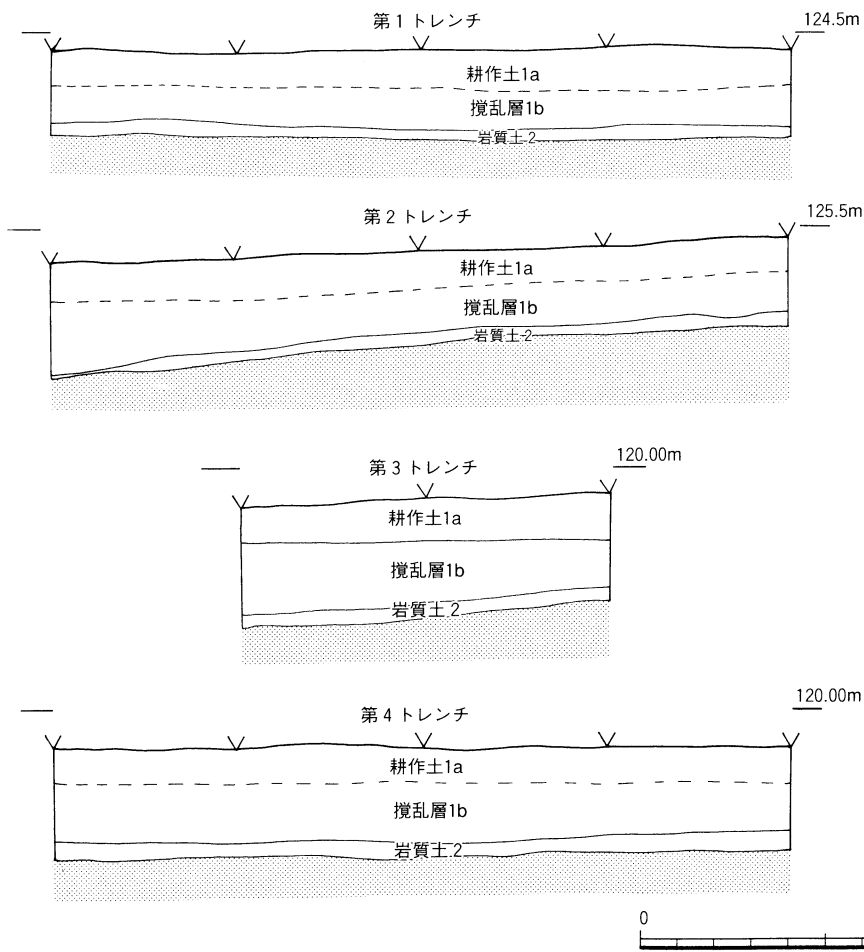 第1トレンチ
124.5m
耕作土1a
撹乱層1b
岩質土2
第2トレンチ
125.5m
耕作土1a
撹乱層1b
岩質土2
第3トレンチ
120.00m
耕作土1a
撹乱層1b
岩質土2
第4トレンチ
120.00m
耕作土1a
撹乱層1b
岩質土2
0